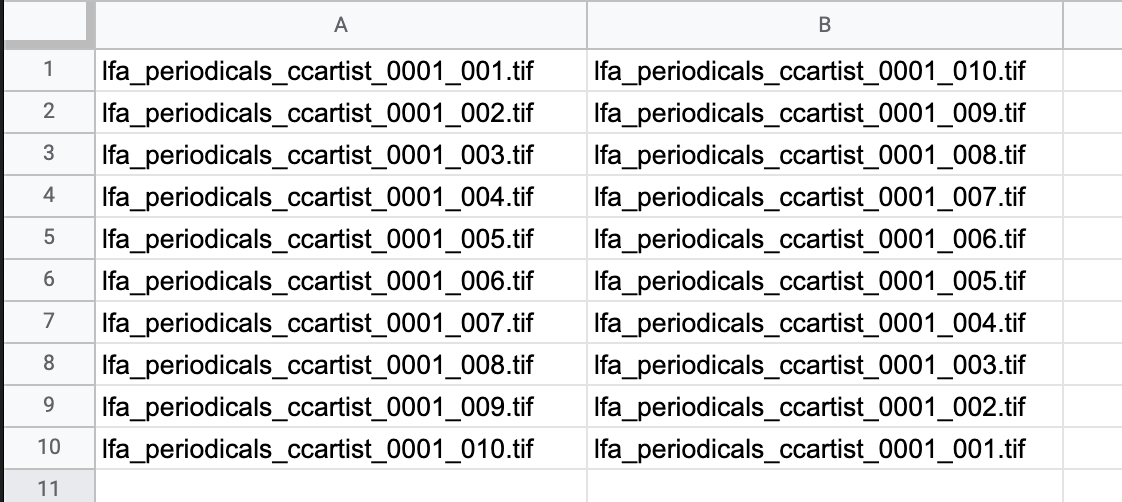 A B
1 lfa_periodicals_ccartist_0001_001.tif lfa_periodicals_ccartist_0001_010.tif
2 lfa_periodicals_ccartist_0001_002.tif lfa_periodicals_ccartist_0001_009.tif
3 lfa_periodicals_ccartist_0001_003.tif lfa_periodicals_ccartist_0001_008.tif
4 lfa_periodicals_ccartist_0001_004.tif lfa_periodicals_ccartist_0001_007.tif
5 lfa_periodicals_ccartist_0001_005.tif lfa_periodicals_ccartist_0001_006.tif
6 lfa_periodicals_ccartist_0001_006.tif lfa_periodicals_ccartist_0001_005.tif
7 lfa_periodicals_ccartist_0001_007.tif lfa_periodicals_ccartist_0001_004.tif
8 lfa_periodicals_ccartist_0001_008.tif lfa_periodicals_ccartist_0001_003.tif
9 lfa_periodicals_ccartist_0001_009.tif lfa_periodicals_ccartist_0001_002.tif
10 lfa_periodicals_ccartist_0001_010.tif lfa_periodicals_ccartist_0001_001.tif
11